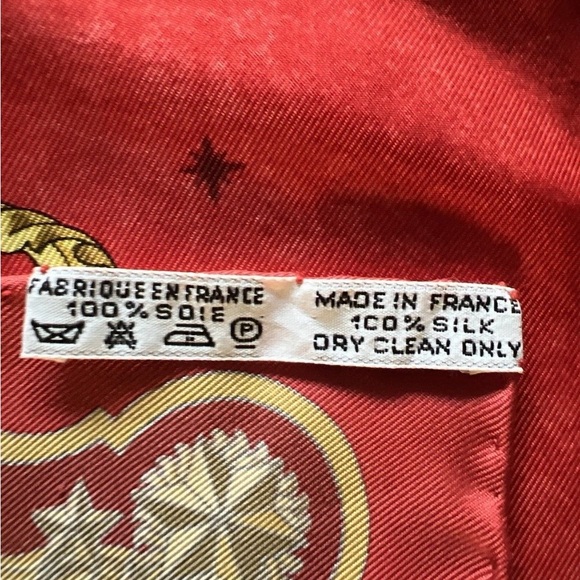 FABRIQUE EN FRANCE
100% SOIE
P
MADE IN FRANCE
100% SILK
DRY CLEAN ONLY